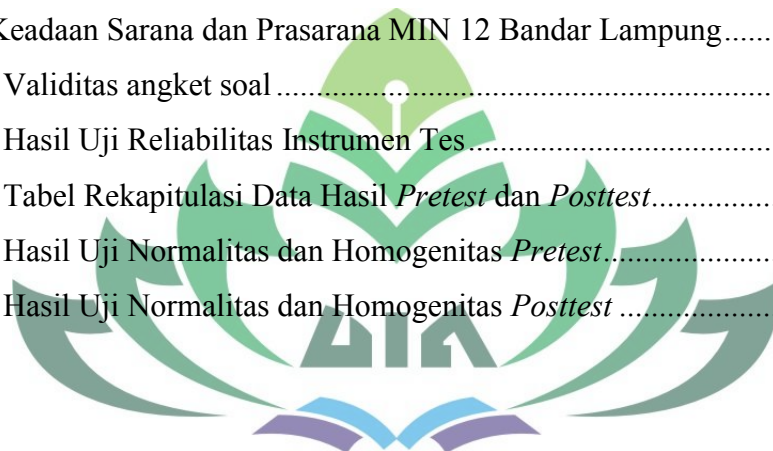 Keadaan Sarana dan Prasarana MIN 12 Bandar Lampung......
Validitas angket soal..................................................................
Hasil Uji Reliabilitas Instrumen Tes........................................
Tabel Rekapitulasi Data Hasil Pretest dan Posttest................
Hasil Uji Normalitas dan Homogenitas Pretest......................
Hasil Uji Normalitas dan Homogenitas Posttest ....................